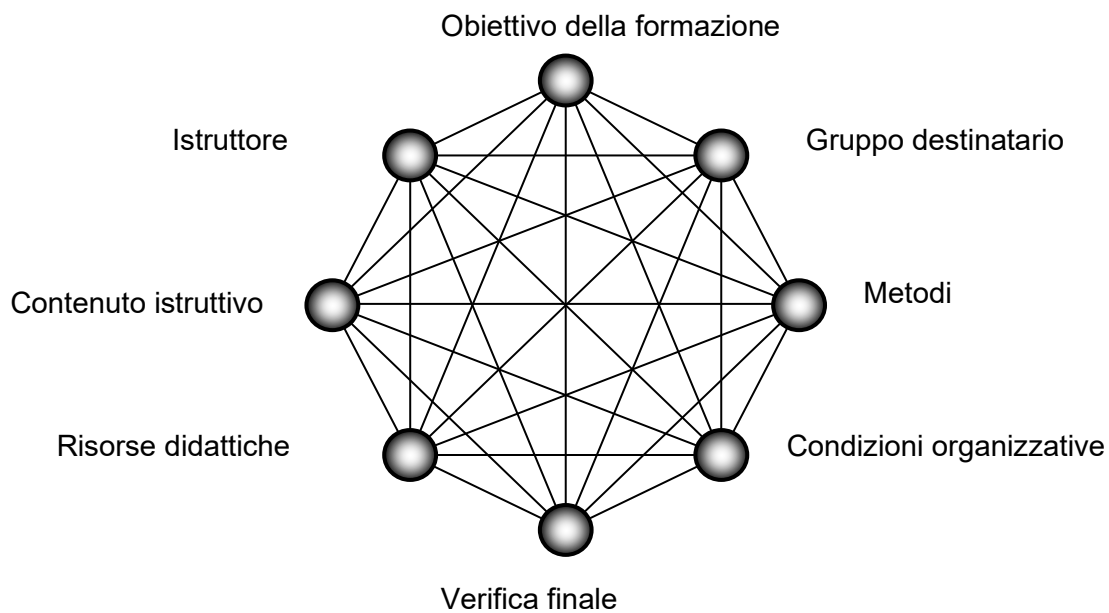 Obiettivo della formazione
Istruttore
Gruppo destinatario
Contenuto istruttivo
Metodi
Risorse didattiche
Condizioni organizzative
Verifica finale